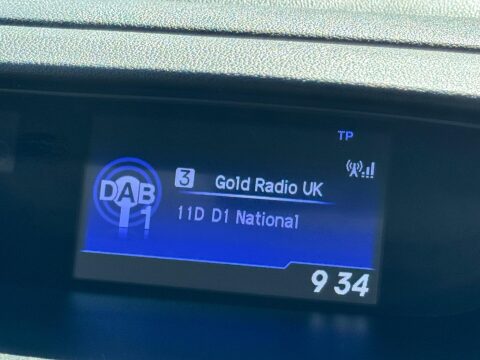 TP
DAB
1
3 Gold Radio UK
11D D1 National
9 34